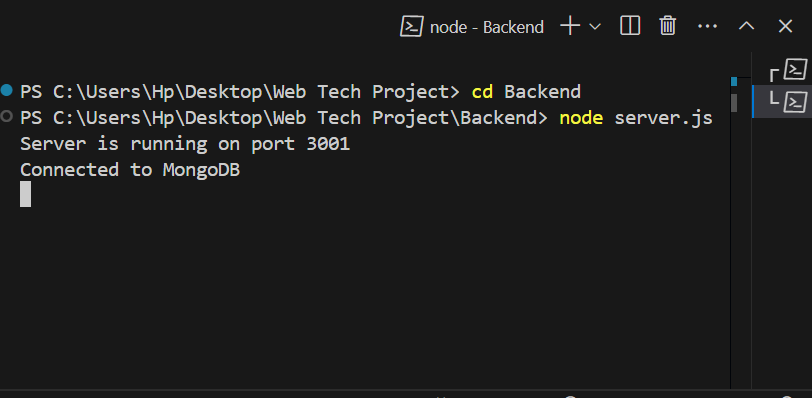 node - Backend
PS C:\Users\Hp\Desktop\Web Tech Project> cd Backend
PS C:\Users\Hp\Desktop\Web Tech Project\Backend> node server.js
Server is running on port 3001
Connected to MongoDB